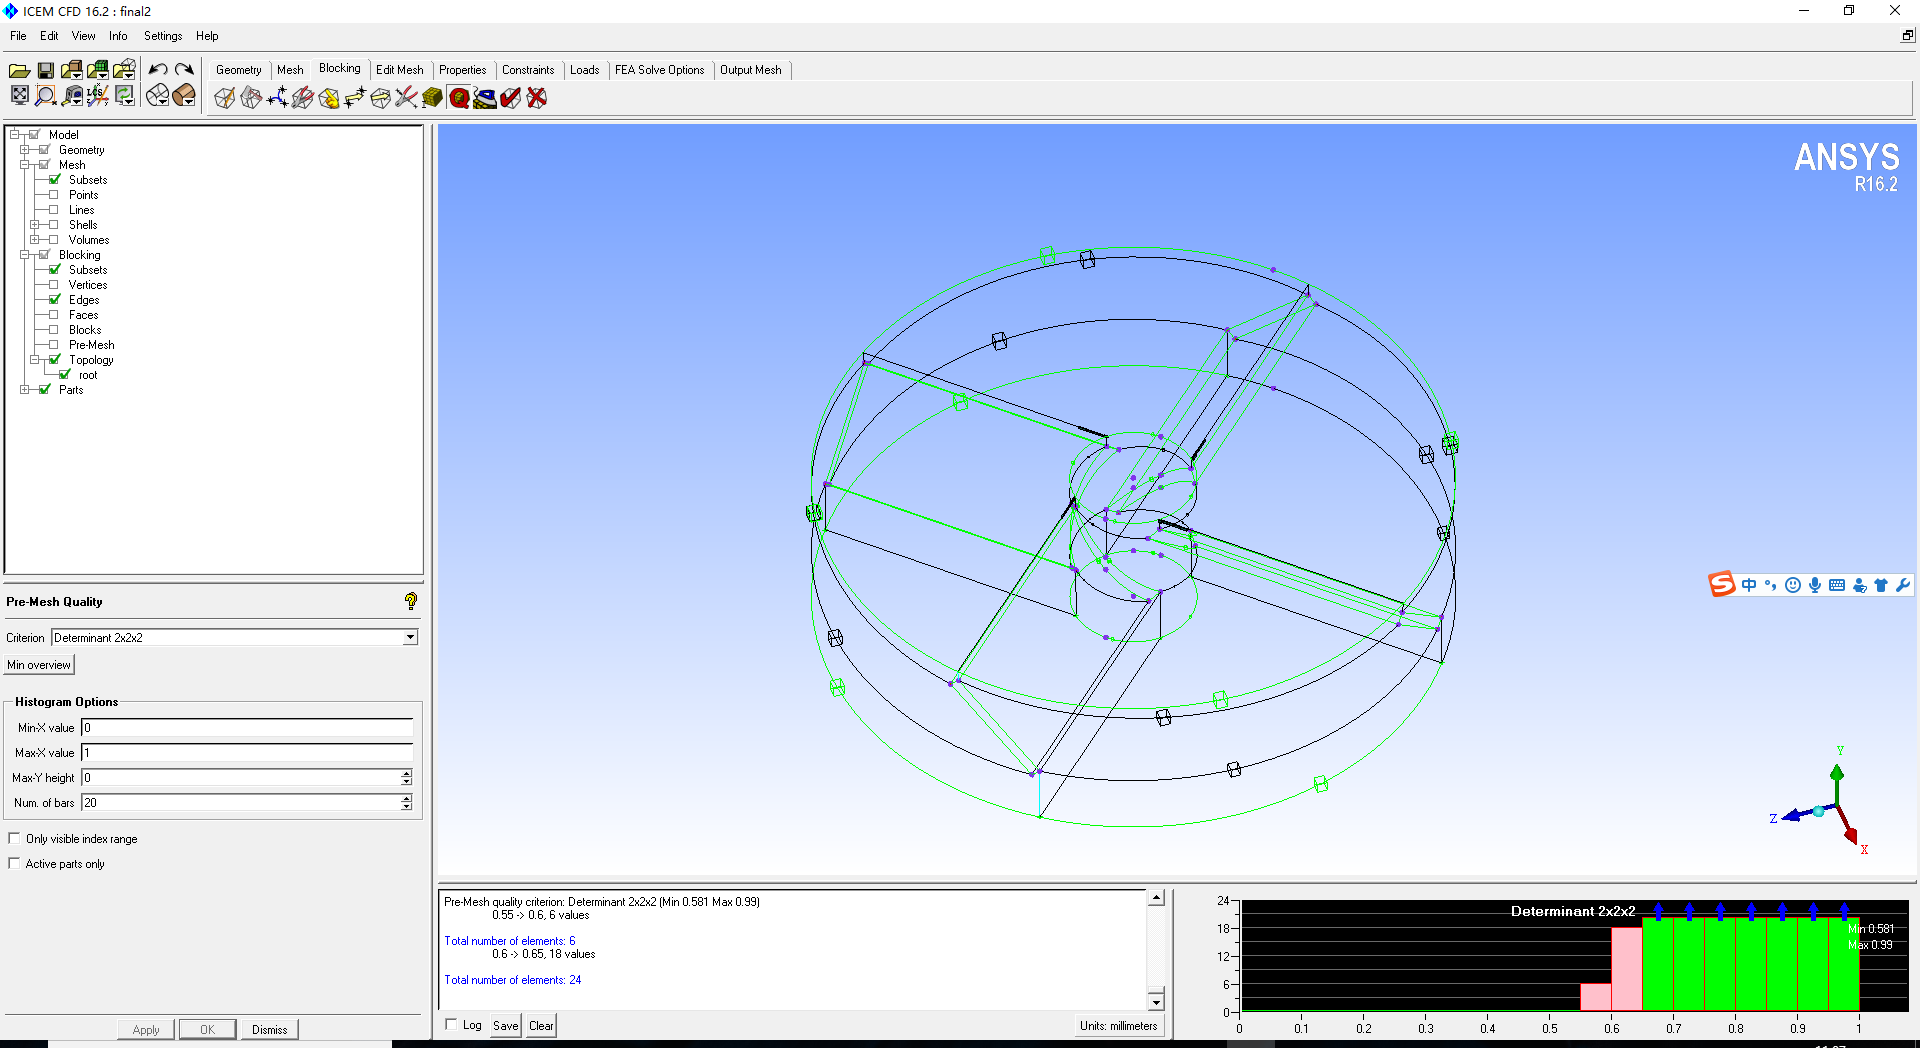 ICEM CFD 16.2 : final2
File Edit View Info Settings Help
Geometry Mesh Blocking Edit Mesh Properties Constraints Loads FEA Solve Options Output Mesh
LCS
Model
Geometry
Mesh
Subsets
Points
Lines
Shells
Volumes
Blocking
Subsets
Vertices
Edges
Faces
Blocks
Pre-Mesh
Topology
root
Parts
ANSYS
R16.2
中
Y
Z
X
Pre-Mesh Quality
Criterion Determinant 2x2x2
Min overview
Histogram Options
Min-X value 0
Max-X value 1
Max-Y height 0
Num. of bars 20
Only visible index range
Active parts only
Apply OK Dismiss
Pre-Mesh quality criterion: Determinant 2x2x2 (Min 0.581 Max 0.99)
0.55 -> 0.6, 6 values
Total number of elements: 6
0.6 -> 0.65, 18 values
Total number of elements: 24
Log Save Clear
Units: millimeters
Determinant 2x2x2
Min 0.581
Max 0.99
24
18
12
6
0
0 0.1 0.2 0.3 0.4 0.5 0.6 0.7 0.8 0.9 1